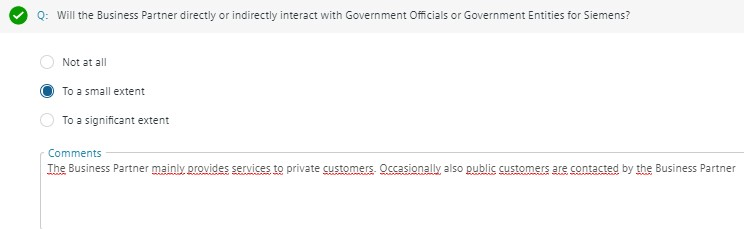 Q: Will the Business Partner directly or indirectly interact with Government Officials or Government Entities for Siemens?
Not at all
To a small extent
To a significant extent
Comments
The Business Partner mainly provides services to private customers. Occasionally also public customers are contacted by the Business Partner